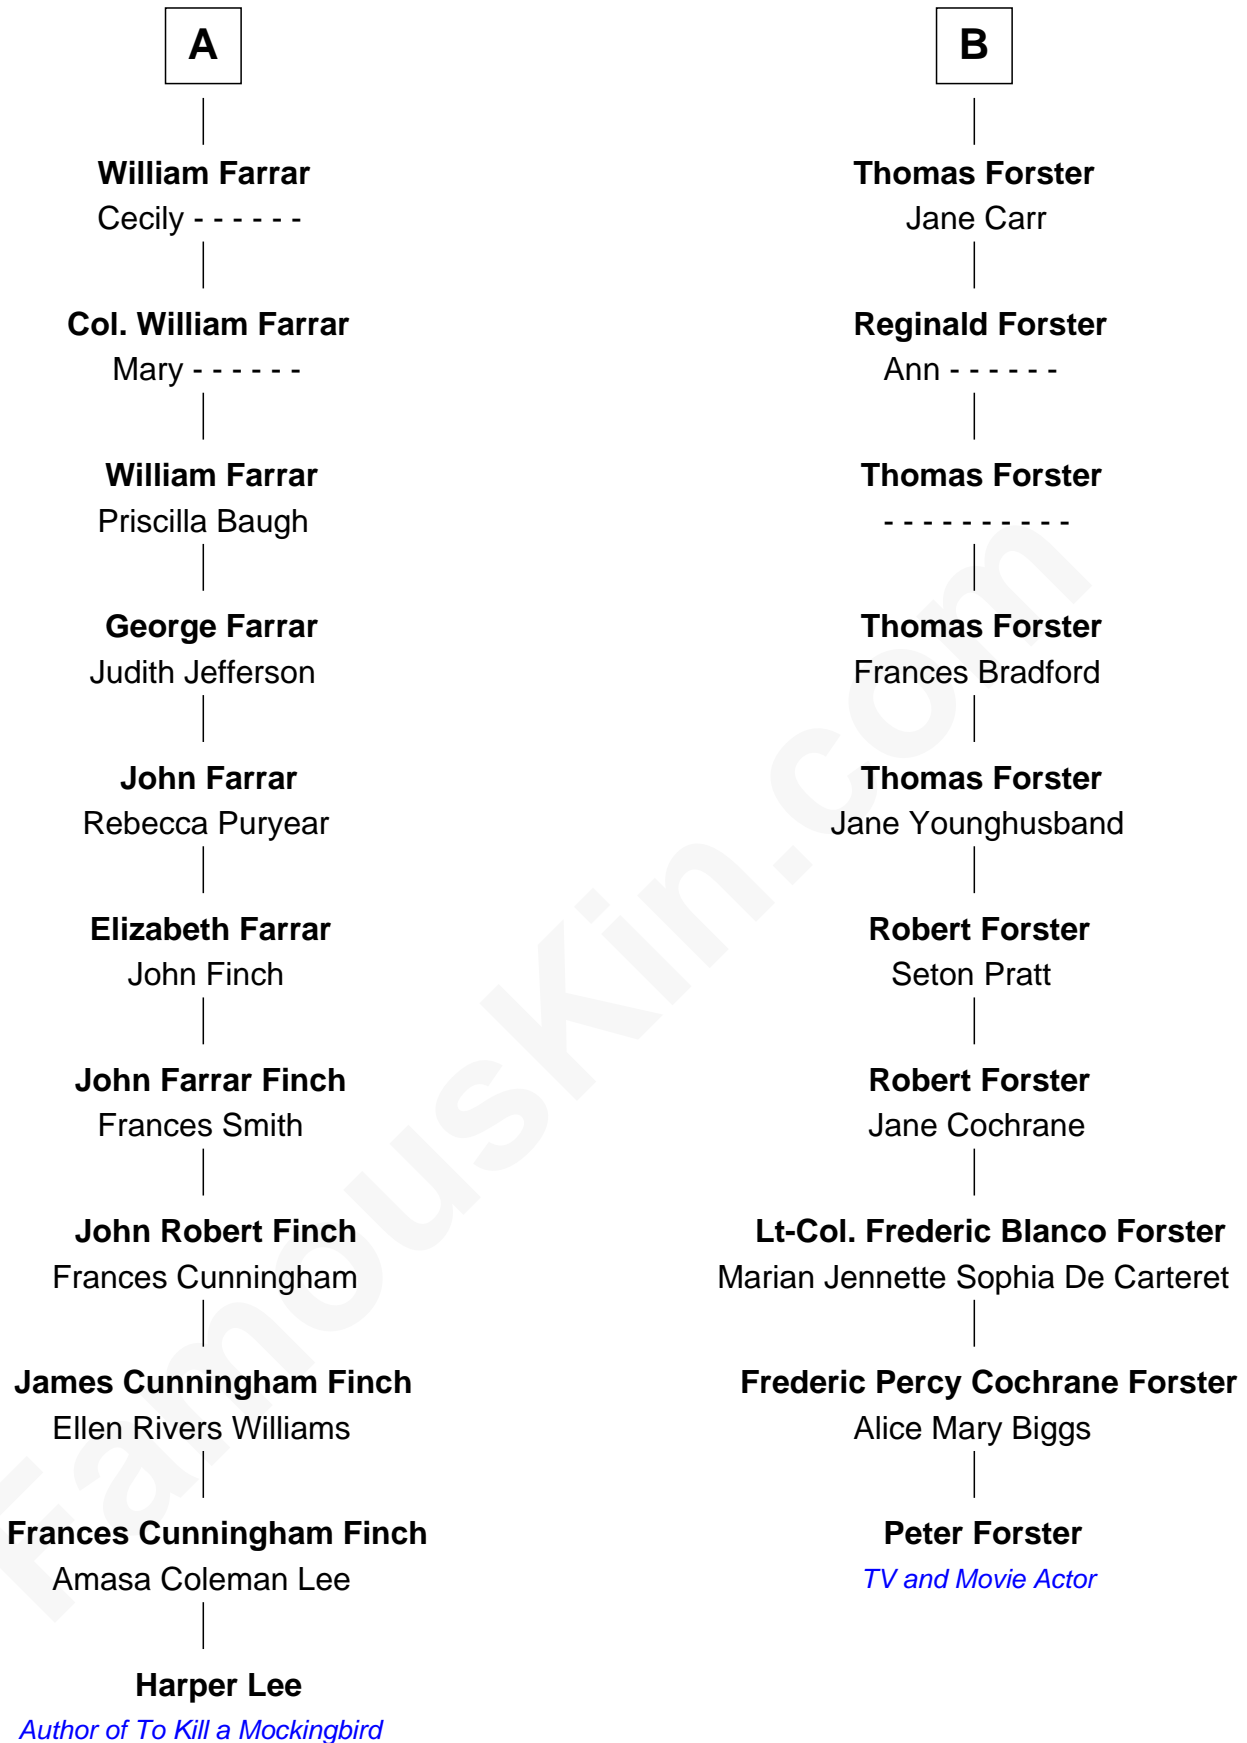 A
William Farrar
Cecily - - - - - -
Col. William Farrar
Mary - - - - - -
William Farrar
Priscilla Baugh
George Farrar
Judith Jefferson
John Farrar
Rebecca Puryear
Elizabeth Farrar
John Finch
John Farrar Finch
Frances Smith
John Robert Finch
Frances Cunningham
James Cunningham Finch
Ellen Rivers Williams
Frances Cunningham Finch
Amasa Coleman Lee
Harper Lee
Author of To Kill a Mockingbird
B
Thomas Forster
Jane Carr
Reginald Forster
Ann - - - - - -
Thomas Forster
- - - - - - - - - -
Thomas Forster
Frances Bradford
Thomas Forster
Jane Younghusband
Robert Forster
Seton Pratt
Robert Forster
Jane Cochrane
Lt-Col. Frederic Blanco Forster
Marian Jennette Sophia De Carteret
Frederic Percy Cochrane Forster
Alice Mary Biggs
Peter Forster
TV and Movie Actor
FamousKin.com